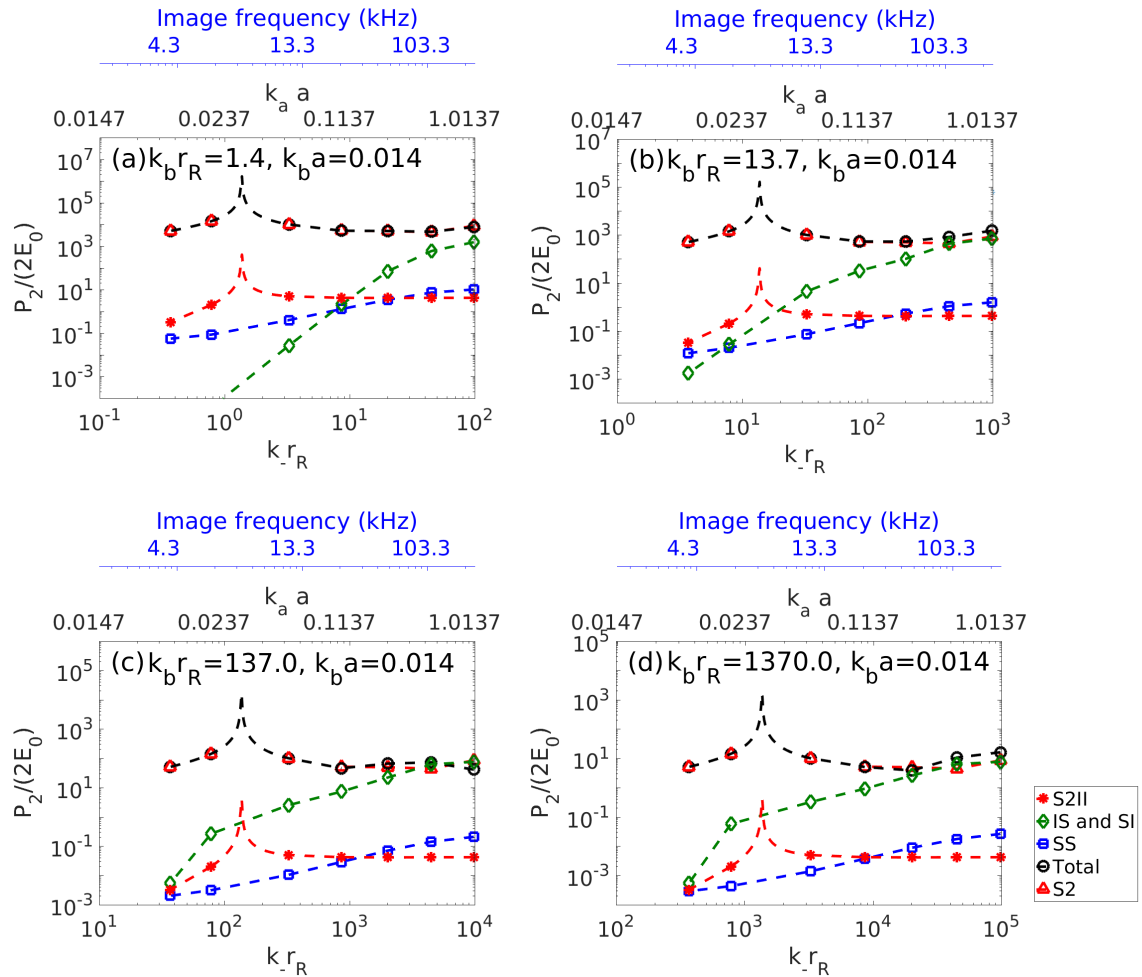 Image frequency (kHz)
4.3 13.3 103.3
k_a a
0.0147 0.0237 0.1137 1.0137
(a) k_b r_R=1.4, k_b a=0.014
10^7
10^5
10^3
10^1
10^-1
10^-3
P_2/(2E_0)
10^-1 10^0 10^1 10^2
k_- r_R
Image frequency (kHz)
4.3 13.3 103.3
k_a a
0.0147 0.0237 0.1137 1.0137
(b) k_b r_R=13.7, k_b a=0.014
10^7
10^5
10^3
10^1
10^-1
10^-3
P_2/(2E_0)
10^0 10^1 10^2 10^3
k_- r_R
Image frequency (kHz)
4.3 13.3 103.3
k_a a
0.0147 0.0237 0.1137 1.0137
(c) k_b r_R=137.0, k_b a=0.014
10^5
10^3
10^1
10^-1
10^-3
P_2/(2E_0)
10^1 10^2 10^3 10^4
k_- r_R
Image frequency (kHz)
4.3 13.3 103.3
k_a a
0.0147 0.0237 0.1137 1.0137
(d) k_b r_R=1370.0, k_b a=0.014
10^5
10^3
10^1
10^-1
10^-3
P_2/(2E_0)
10^2 10^3 10^4 10^5
k_- r_R
S2II
IS and SI
SS
Total
S2